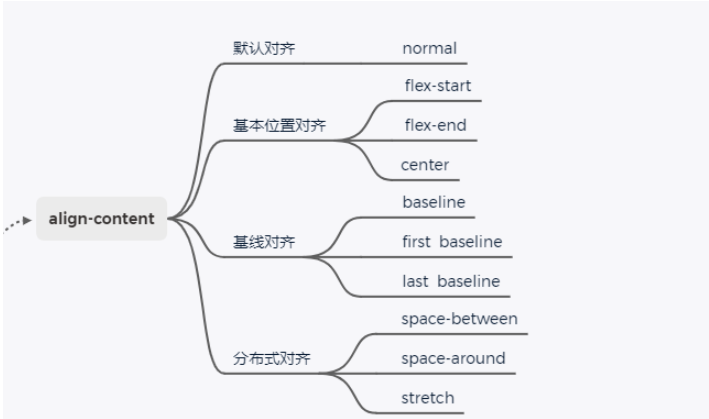 align-content
默认对齐
normal
基本位置对齐
flex-start
flex-end
center
基线对齐
baseline
first baseline
last baseline
分布式对齐
space-between
space-around
stretch